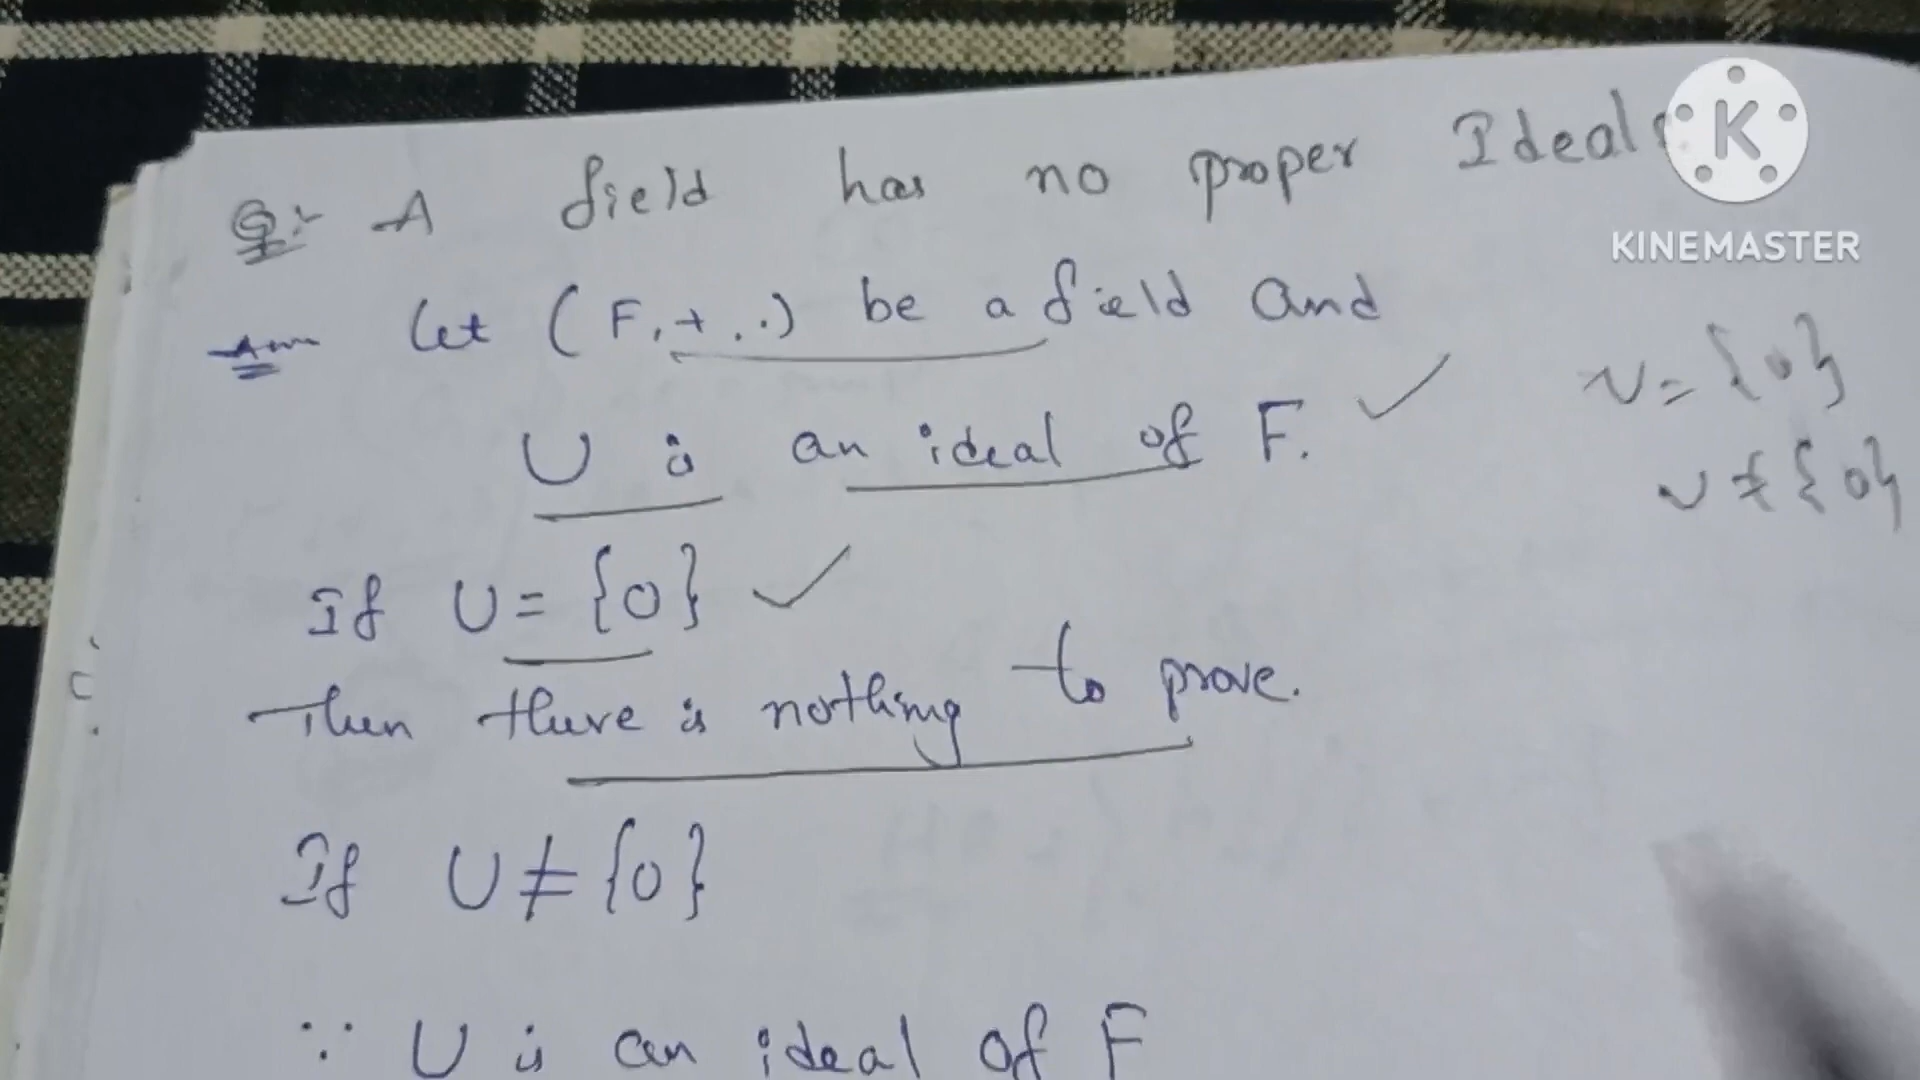 Q:- A field has no proper Ideals
K
KINEMASTER
Ans let (F, +, .) be a field and
U is an ideal of F. ✓
U = {0}
U ≠ {0}
If U = {0} ✓
Then there is nothing to prove.
If U ≠ {0}
∵ U is an ideal of F